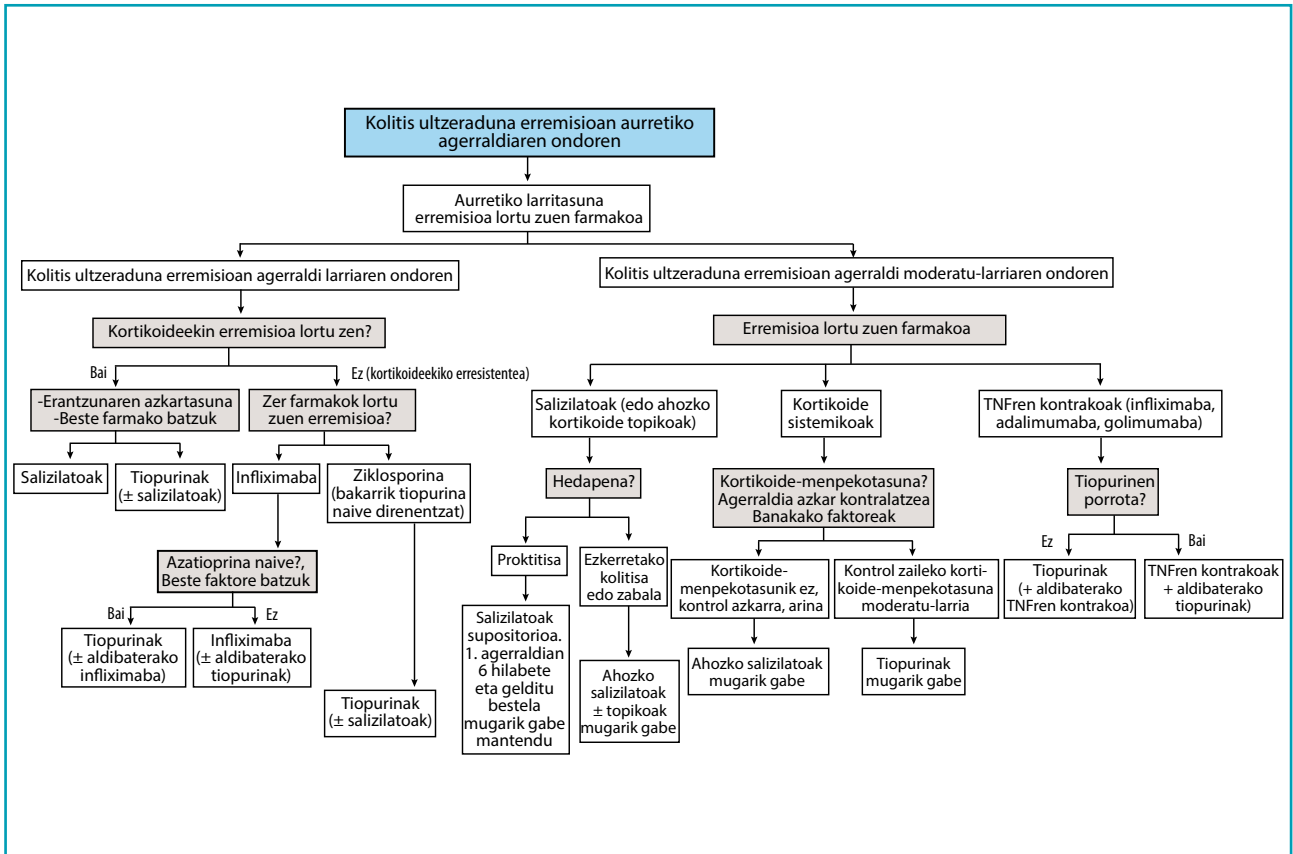 Kolitis ultzeraduna erremisioan aurretiko
agerraldiaren ondoren
Aurretiko larritasuna
erremisioa lortu zuen farmakoa
Kolitis ultzeraduna erremisioan agerraldi larriaren ondoren
Kolitis ultzeraduna erremisioan agerraldi moderatu-larriaren ondoren
Kortikoideekin erremisioa lortu zen?
Erremisioa lortu zuen farmakoa
Bai
Ez (kortikoideekiko erresistentea)
-Erantzunaren azkartasuna
-Beste farmako batzuk
Zer farmakok lortu
zuen erremisioa?
Salizilatoak (edo ahozko
kortikoide topikoak)
Kortikoide
sistemikoak
TNFren kontrakoak (infliximaba,
adalimumaba, golimumaba)
Salizilatoak
Tiopurinak
(± salizilatoak)
Infliximaba
Ziklosporina
(bakarrik tiopurina
naive direnentzat)
Hedapena?
Kortikoide-menpekotasuna?
Agerraldia azkar kontralatzea
Banakako faktoreak
Tiopurinen
porrota?
Ez
Bai
Azatioprina naive?,
Beste faktore batzuk
Proktitisa
Ezkerretako
kolitisa
edo zabala
Kortikoide-
menpekotasunik ez,
kontrol azkarra, arina
Kontrol zaileko korti-
koide-menpekotasuna
moderatu-larria
Tiopurinak
(+ aldibaterako
TNFren kontrakoa)
TNFren kontrakoak
+ aldibaterako
tiopurinak)
Bai
Ez
Tiopurinak
(± aldibaterako
infliximaba)
Infliximaba
(± aldibaterako
tiopurinak)
Tiopurinak
(± salizilatoak)
Salizilatoak
supositorioa.
1. agerraldian
6 hilabete
eta gelditu
bestela
mugarik gabe
mantendu
Ahozko
salizilatoak
± topikoak
mugarik gabe
Ahozko salizilatoak
mugarik gabe
Tiopurinak
mugarik gabe